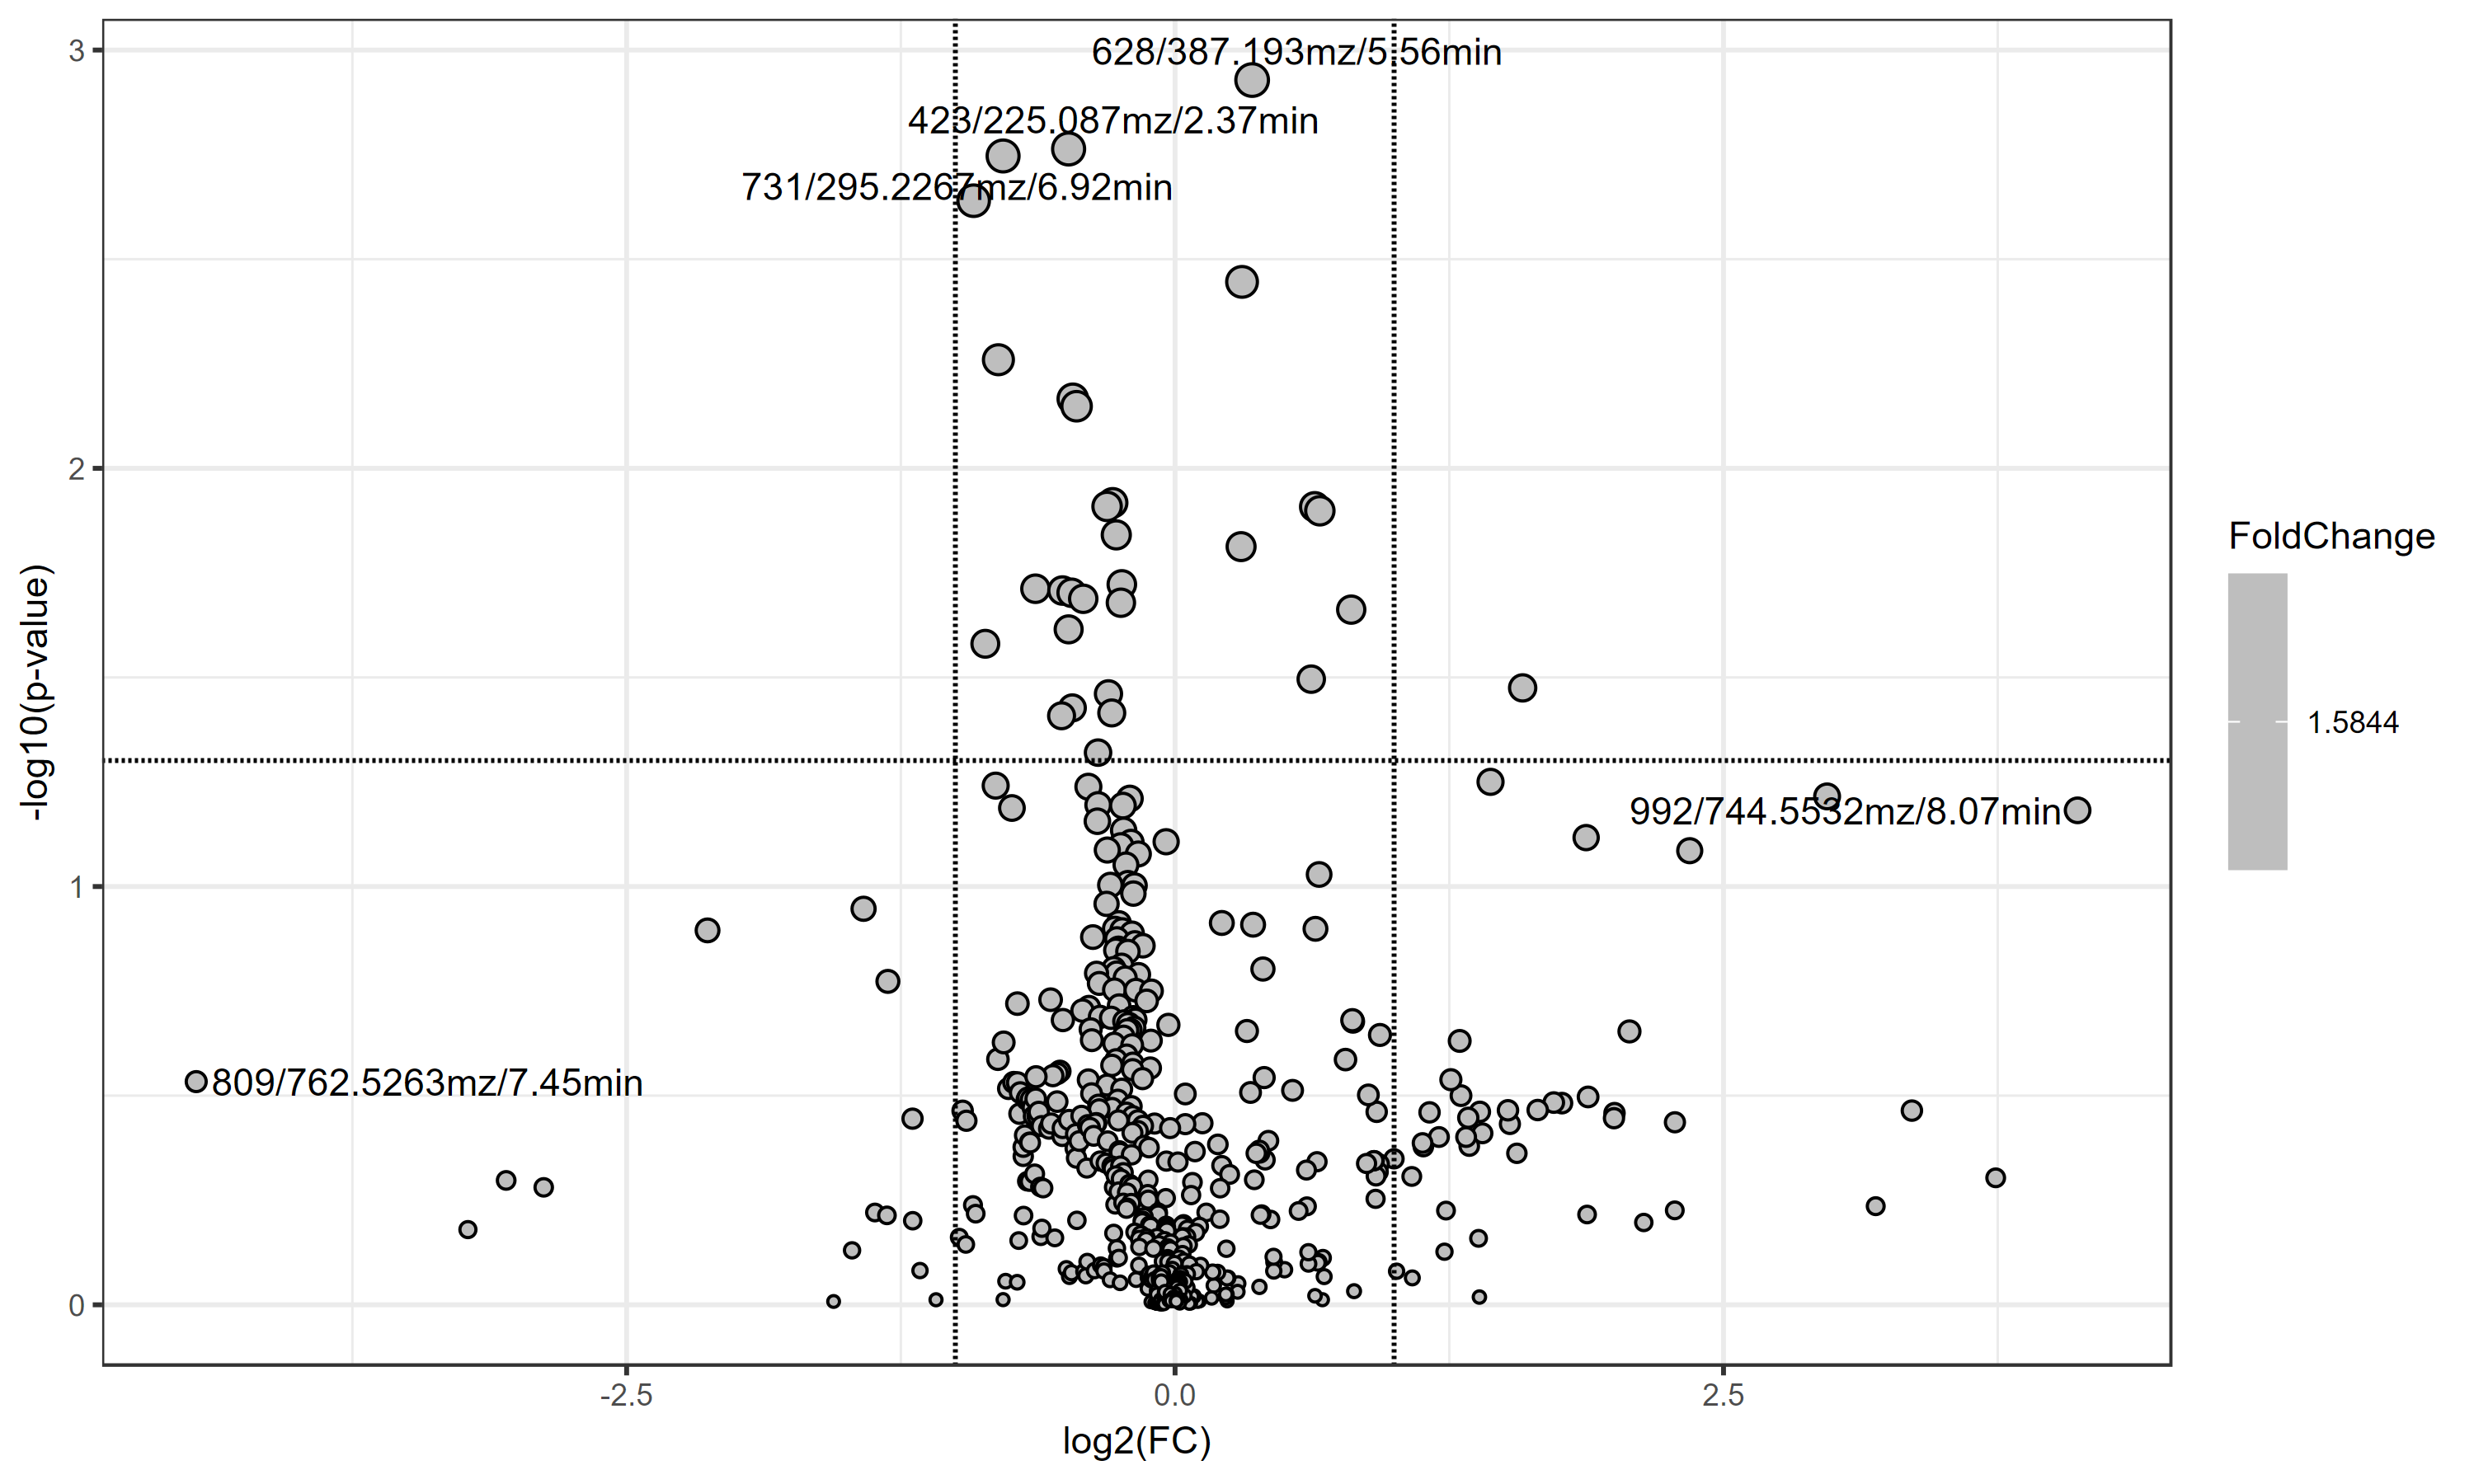 628/387.193mz/5.56min
423/225.087mz/2.37min
731/295.2267mz/6.92min
992/744.5532mz/8.07min
809/762.5263mz/7.45min
3
2
1
0
-log10(p-value)
-2.5
0.0
2.5
log2(FC)
FoldChange
1.5844